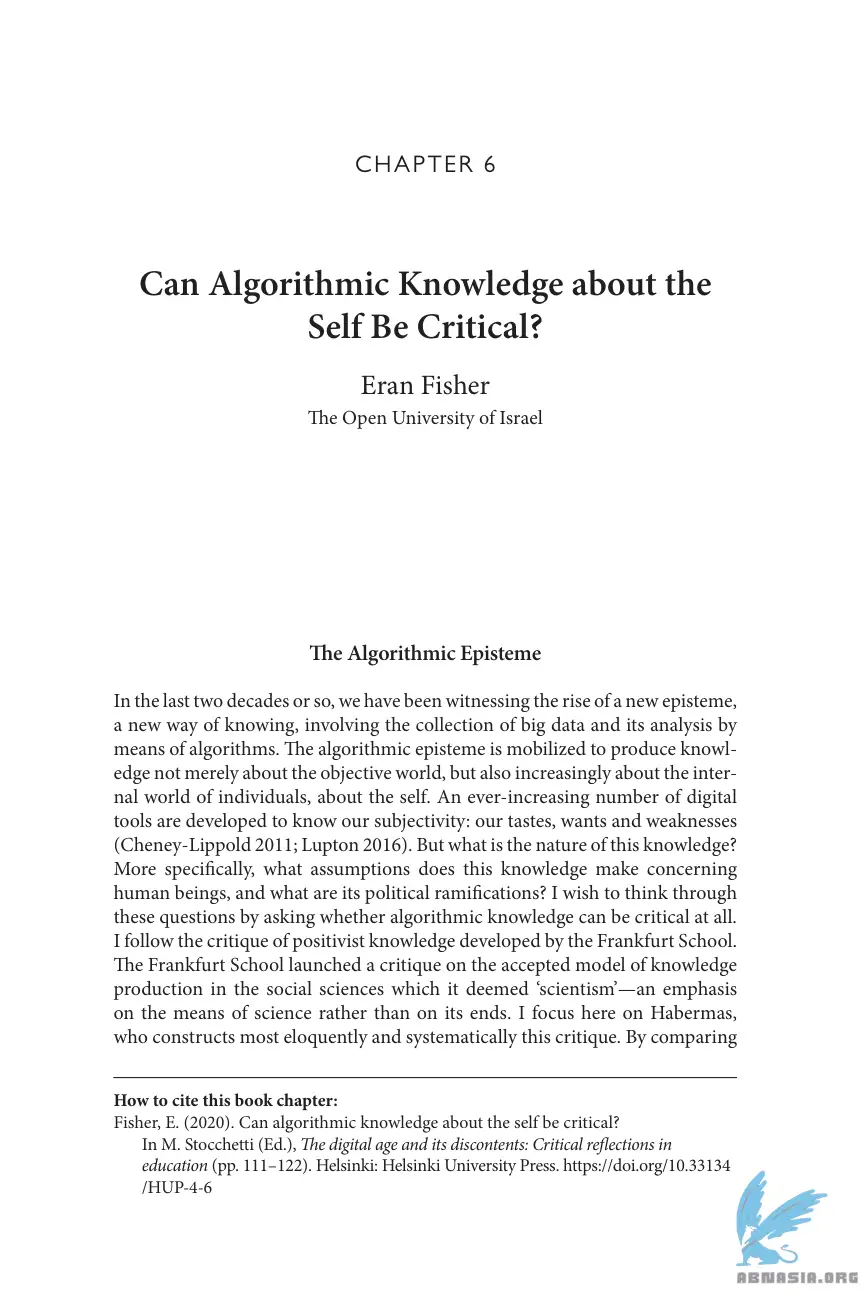 CHAPTER 6
Can Algorithmic Knowledge about the
Self Be Critical?
Eran Fisher
The Open University of Israel
The Algorithmic Episteme
In the last two decades or so, we have been witnessing the rise of a new episteme,
a new way of knowing, involving the collection of big data and its analysis by
means of algorithms. The algorithmic episteme is mobilized to produce knowl-
edge not merely about the objective world, but also increasingly about the inter-
nal world of individuals, about the self. An ever-increasing number of digital
tools are developed to know our subjectivity: our tastes, wants and weaknesses
(Cheney-Lippold 2011; Lupton 2016). But what is the nature of this knowledge?
More specifically, what assumptions does this knowledge make concerning
human beings, and what are its political ramifications? I wish to think through
these questions by asking whether algorithmic knowledge can be critical at all.
I follow the critique of positivist knowledge developed by the Frankfurt School.
The Frankfurt School launched a critique on the accepted model of knowledge
production in the social sciences which it deemed ‘scientism’—an emphasis
on the means of science rather than on its ends. I focus here on Habermas,
who constructs most eloquently and systematically this critique. By comparing
How to cite this book chapter:
Fisher, E. (2020). Can algorithmic knowledge about the self be critical?
In M. Stocchetti (Ed.), The digital age and its discontents: Critical reflections in
education (pp. 111–122). Helsinki: Helsinki University Press. https://doi.org/10.33134
/HUP-4-6
ABNASIA.ORG